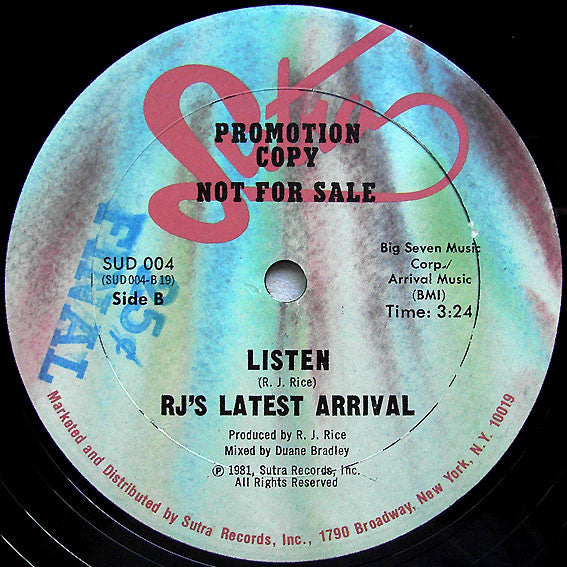 Sutra
PROMOTION
COPY
NOT FOR SALE
SUD 004
(SUD 004-B 19)
Side B
Big Seven Music
Corp./
Arrival Music
(BMI)
Time: 3:24
25¢
FINAL
LISTEN
(R. J. Rice)
RJ'S LATEST ARRIVAL
Produced by R. J. Rice
Mixed by Duane Bradley
℗ 1981, Sutra Records, Inc.
All Rights Reserved
Marketed and Distributed by Sutra Records, Inc., 1790 Broadway, New York, N.Y. 10019